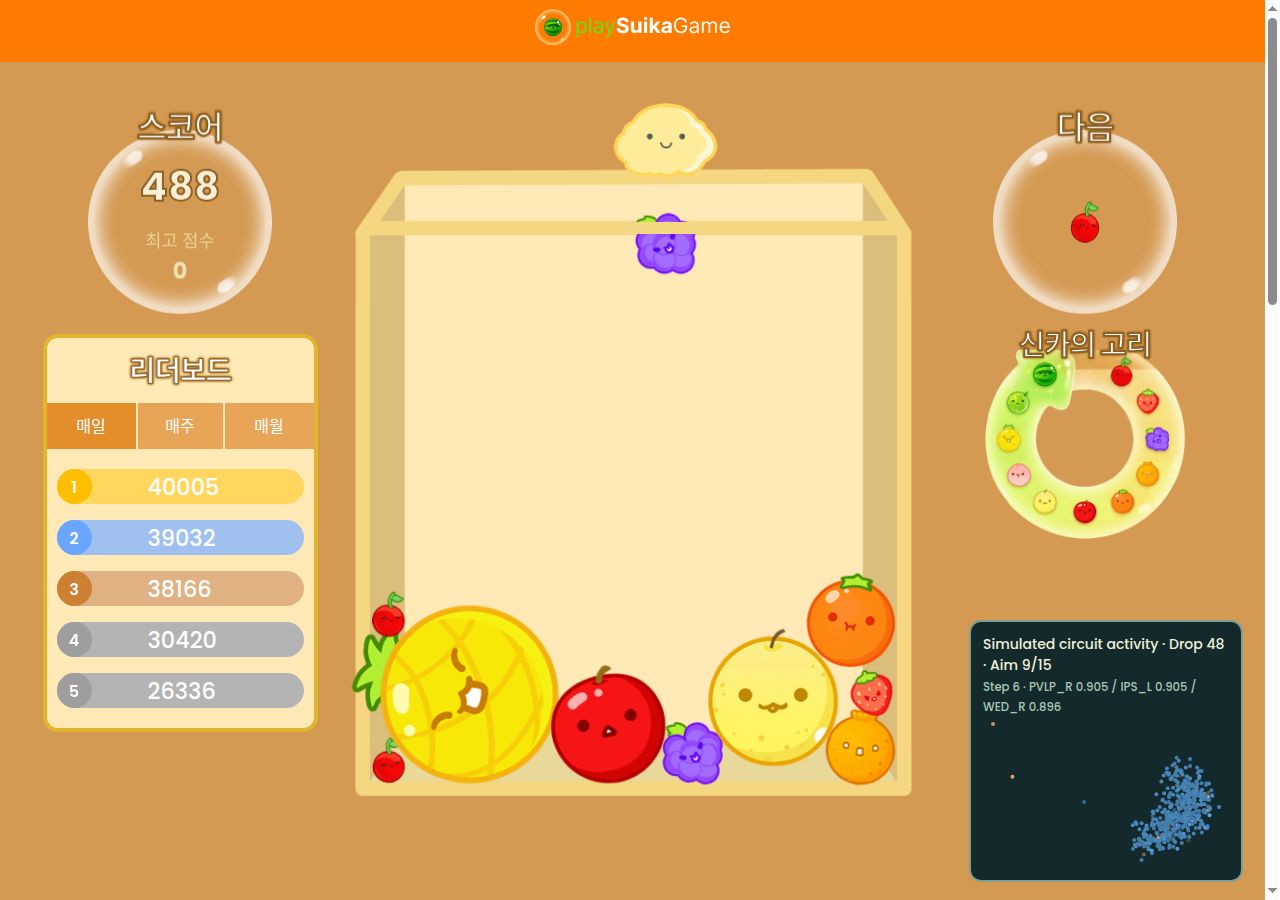 playSuikaGame
스코어
488
최고 점수
0
다음
리더보드
매일 매주 매월
1 40005
2 39032
3 38166
4 30420
5 26336
신카의 고리
Simulated circuit activity · Drop 48
· Aim 9/15
Step 6 · PVLP_R 0.905 / IPS_L 0.905 /
WED_R 0.896